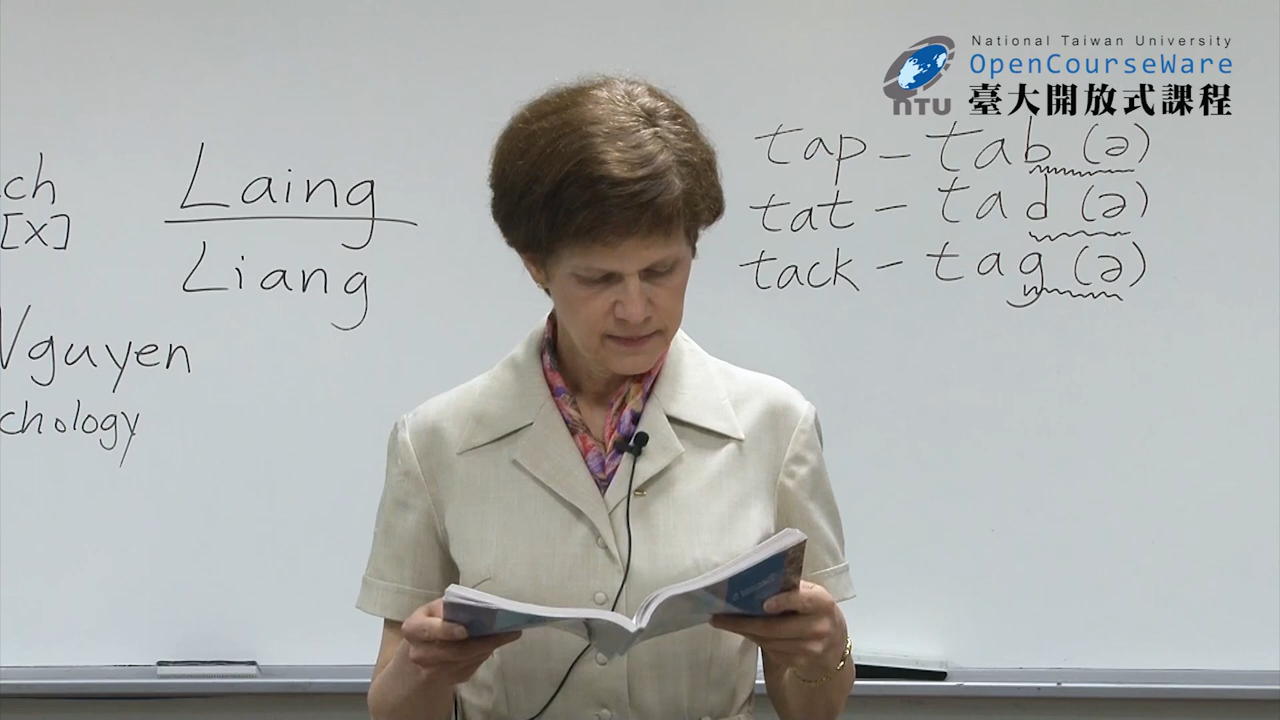 National Taiwan University
OpenCourseWare
臺大開放式課程
NTU
ch
[x]
Laing
Liang
Nguyen
chology
tap – tab (ə)
tat – tad (ə)
tack – tag (ə)